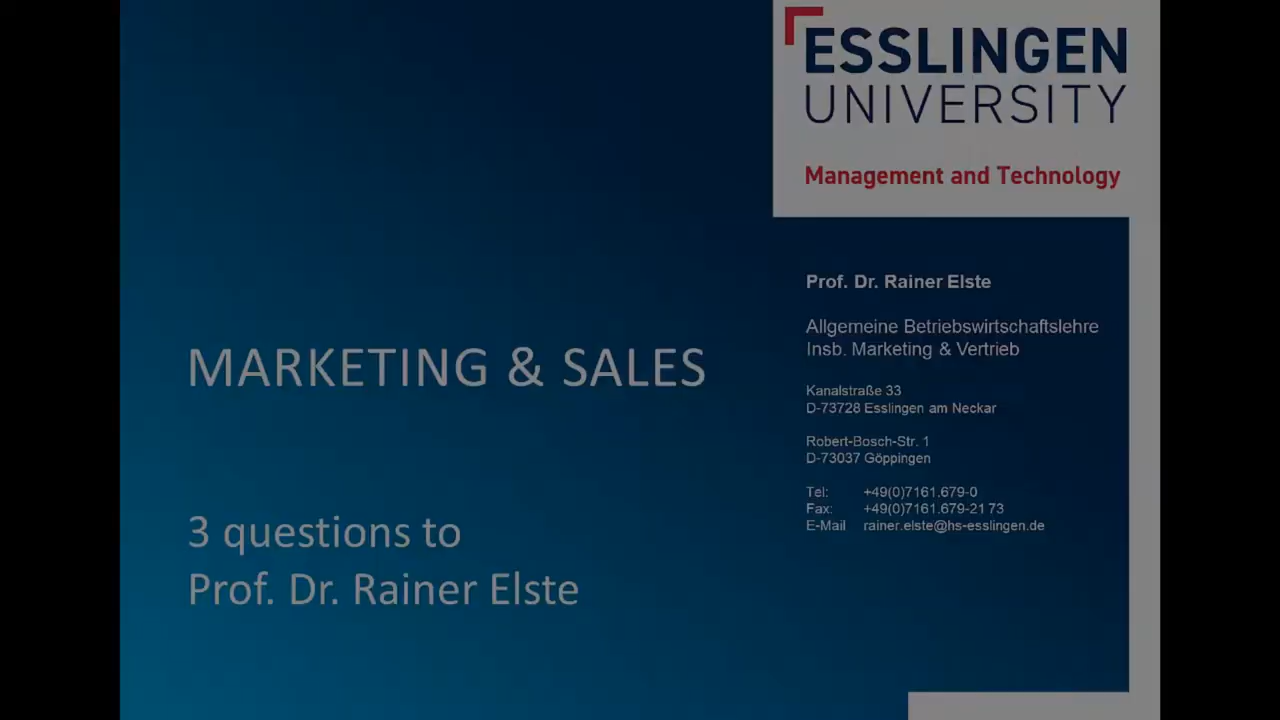 ESSLINGEN
UNIVERSITY
Management and Technology
MARKETING & SALES
3 questions to
Prof. Dr. Rainer Elste
Prof. Dr. Rainer Elste
Allgemeine Betriebswirtschaftslehre
Insb. Marketing & Vertrieb
Kanalstraße 33
D-73728 Esslingen am Neckar
Robert-Bosch-Str. 1
D-73037 Göppingen
Tel: +49(0)7161.679-0
Fax: +49(0)7161.679-21 73
E-Mail rainer.elste@hs-esslingen.de